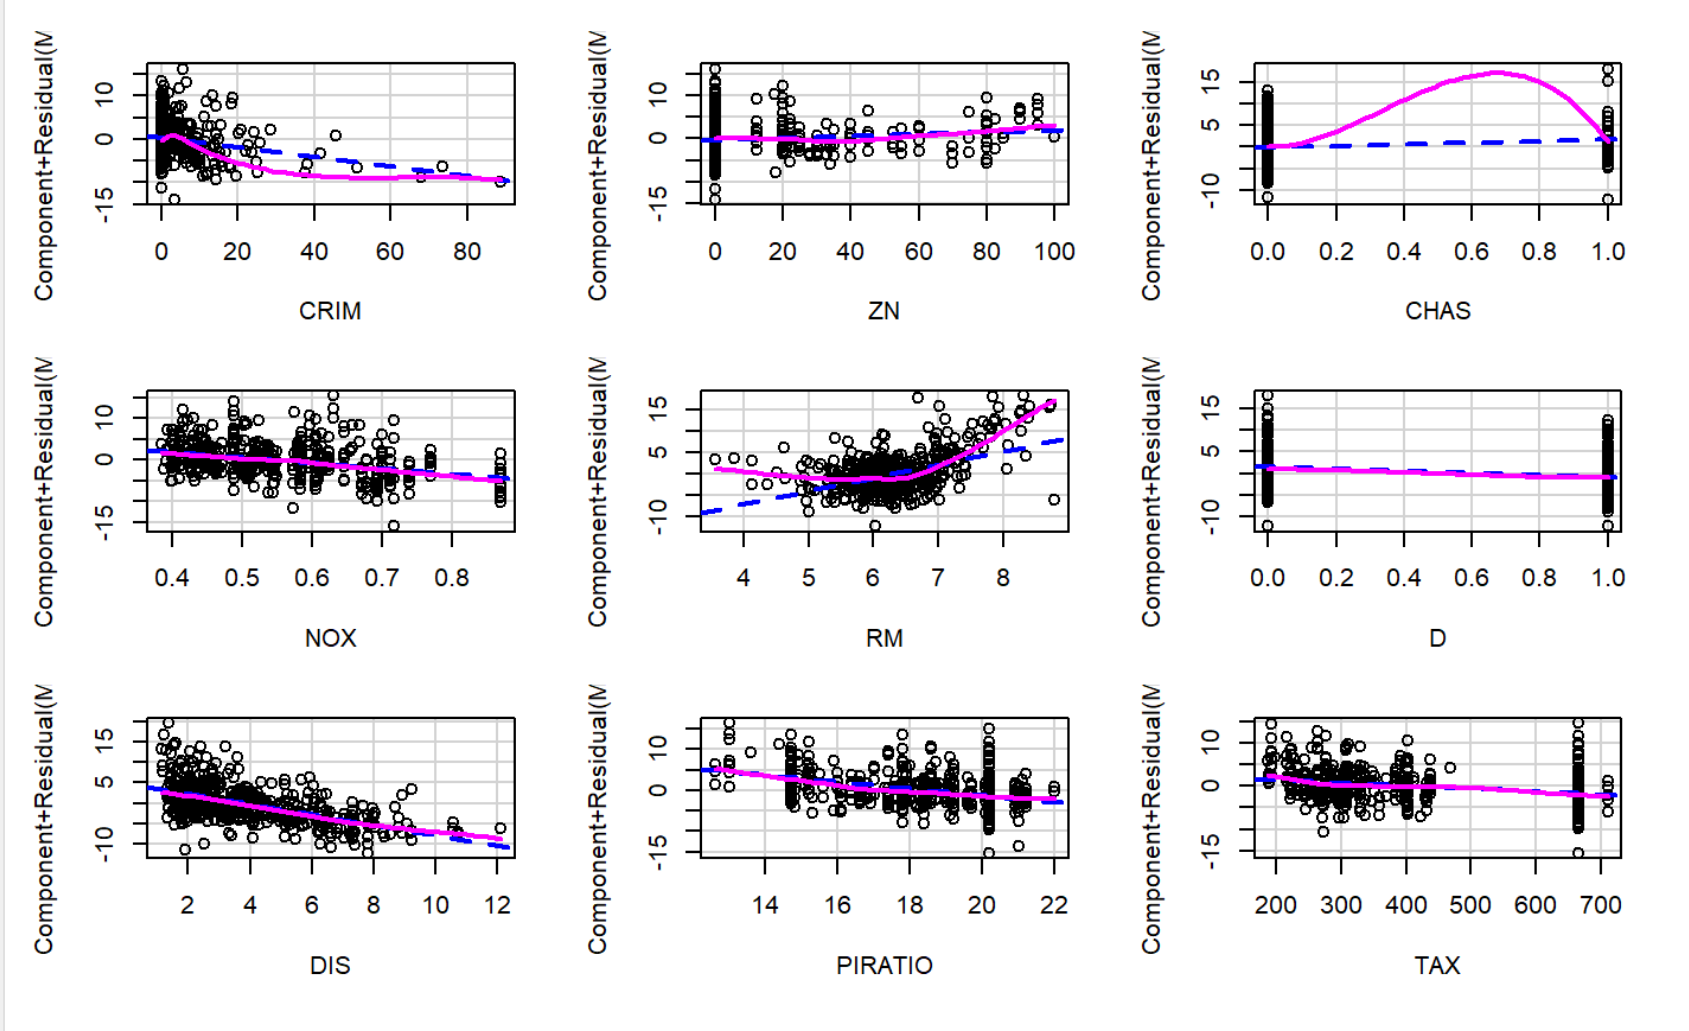 Component+Residual(M
10
0
-15
0 20 40 60 80
CRIM
Component+Residual(M
10
0
-15
0 20 40 60 80 100
ZN
Component+Residual(M
15
5
-10
0.0 0.2 0.4 0.6 0.8 1.0
CHAS
Component+Residual(M
10
0
-15
0.4 0.5 0.6 0.7 0.8
NOX
Component+Residual(M
15
5
-10
4 5 6 7 8
RM
Component+Residual(M
15
5
-10
0.0 0.2 0.4 0.6 0.8 1.0
D
Component+Residual(M
15
5
-10
2 4 6 8 10 12
DIS
Component+Residual(M
10
0
-15
14 16 18 20 22
PIRATIO
Component+Residual(M
10
0
-15
200 300 400 500 600 700
TAX